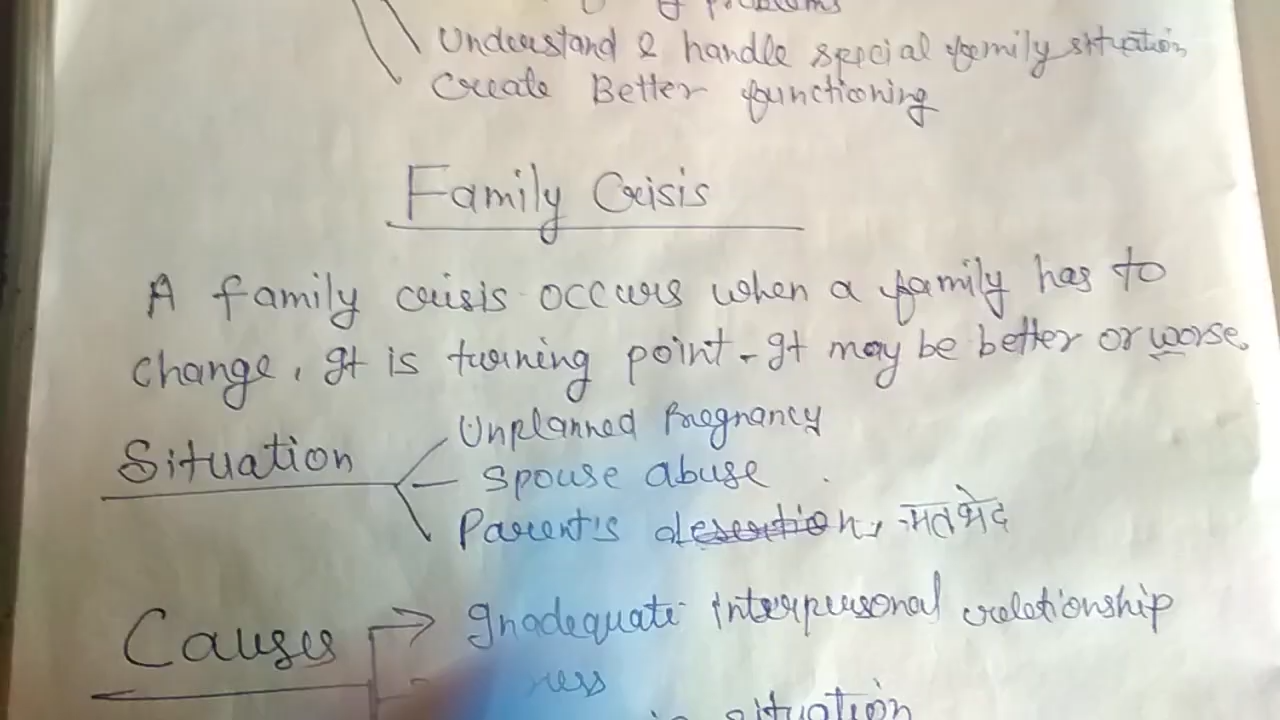 problems
Understand & handle special family situation
Create Better functioning
Family Crisis
A family crisis occurs when a family has to
change, It is turning point. It may be better or worse.
Situation
Unplanned Pregnancy
Spouse abuse
Parent's desertion, मतभेद
Causes
Inadequate interpersonal relationship
situation